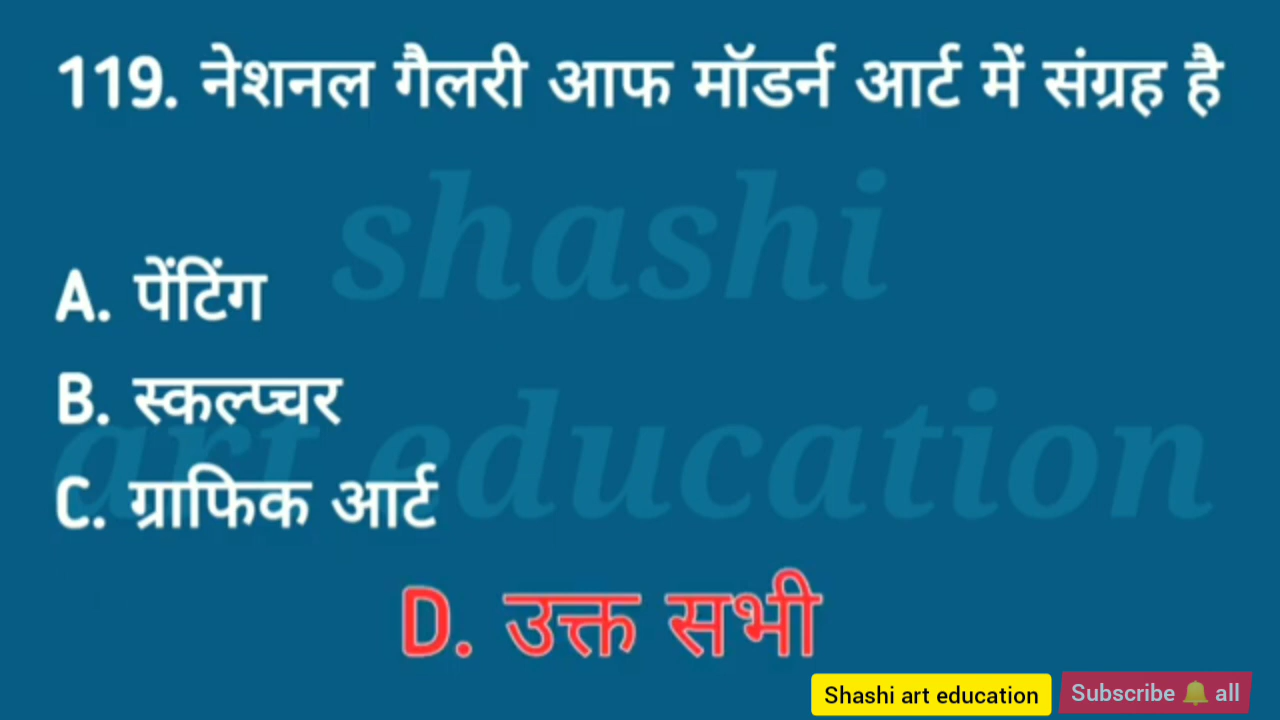 119. नेशनल गैलरी आफ मॉडर्न आर्ट में संग्रह है
shashi
A. पेंटिंग
B. स्कल्प्चर
art education
C. ग्राफिक आर्ट
D. उक्त सभी
Shashi art education
Subscribe 🔔 all